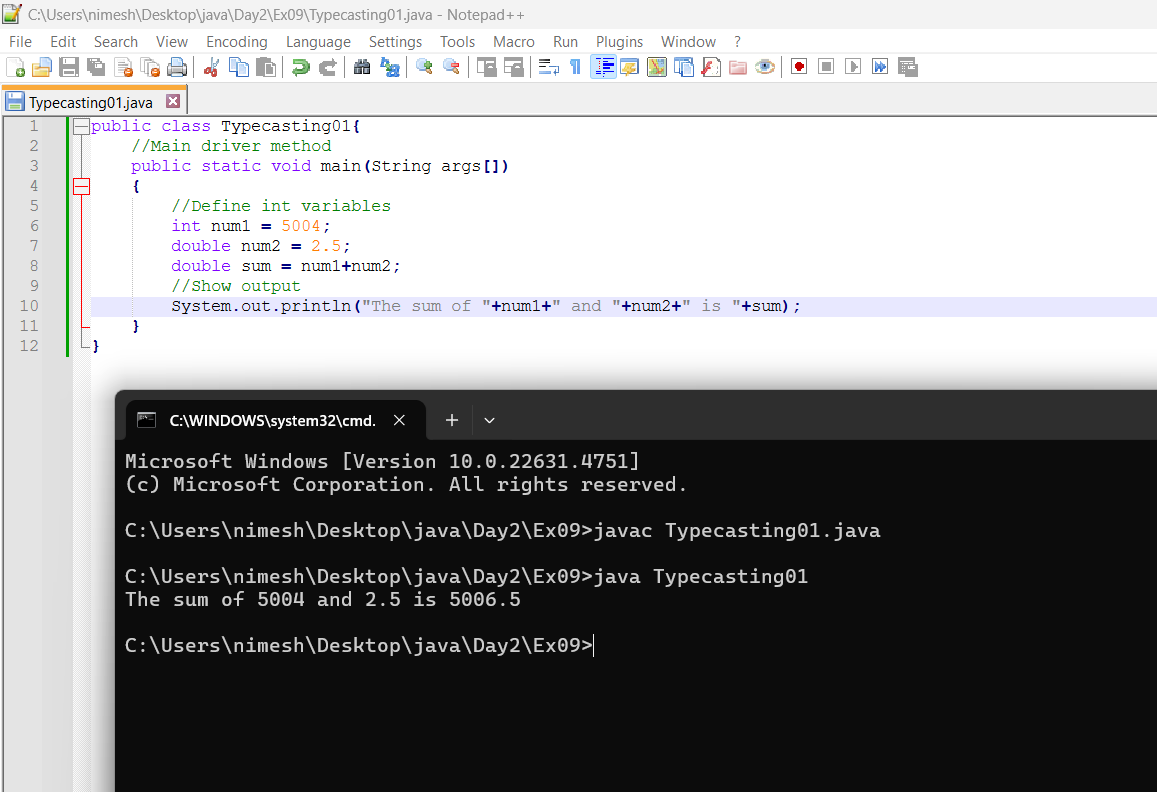 C:\Users\nimesh\Desktop\java\Day2\Ex09\Typecasting01.java - Notepad++
File Edit Search View Encoding Language Settings Tools Macro Run Plugins Window ?
Typecasting01.java
1 public class Typecasting01{
2     //Main driver method
3     public static void main(String args[])
4     {
5         //Define int variables
6         int num1 = 5004;
7         double num2 = 2.5;
8         double sum = num1+num2;
9         //Show output
10         System.out.println("The sum of "+num1+" and "+num2+" is "+sum);
11     }
12 }
C:\WINDOWS\system32\cmd.
Microsoft Windows [Version 10.0.22631.4751]
(c) Microsoft Corporation. All rights reserved.
C:\Users\nimesh\Desktop\java\Day2\Ex09>javac Typecasting01.java
C:\Users\nimesh\Desktop\java\Day2\Ex09>java Typecasting01
The sum of 5004 and 2.5 is 5006.5
C:\Users\nimesh\Desktop\java\Day2\Ex09>